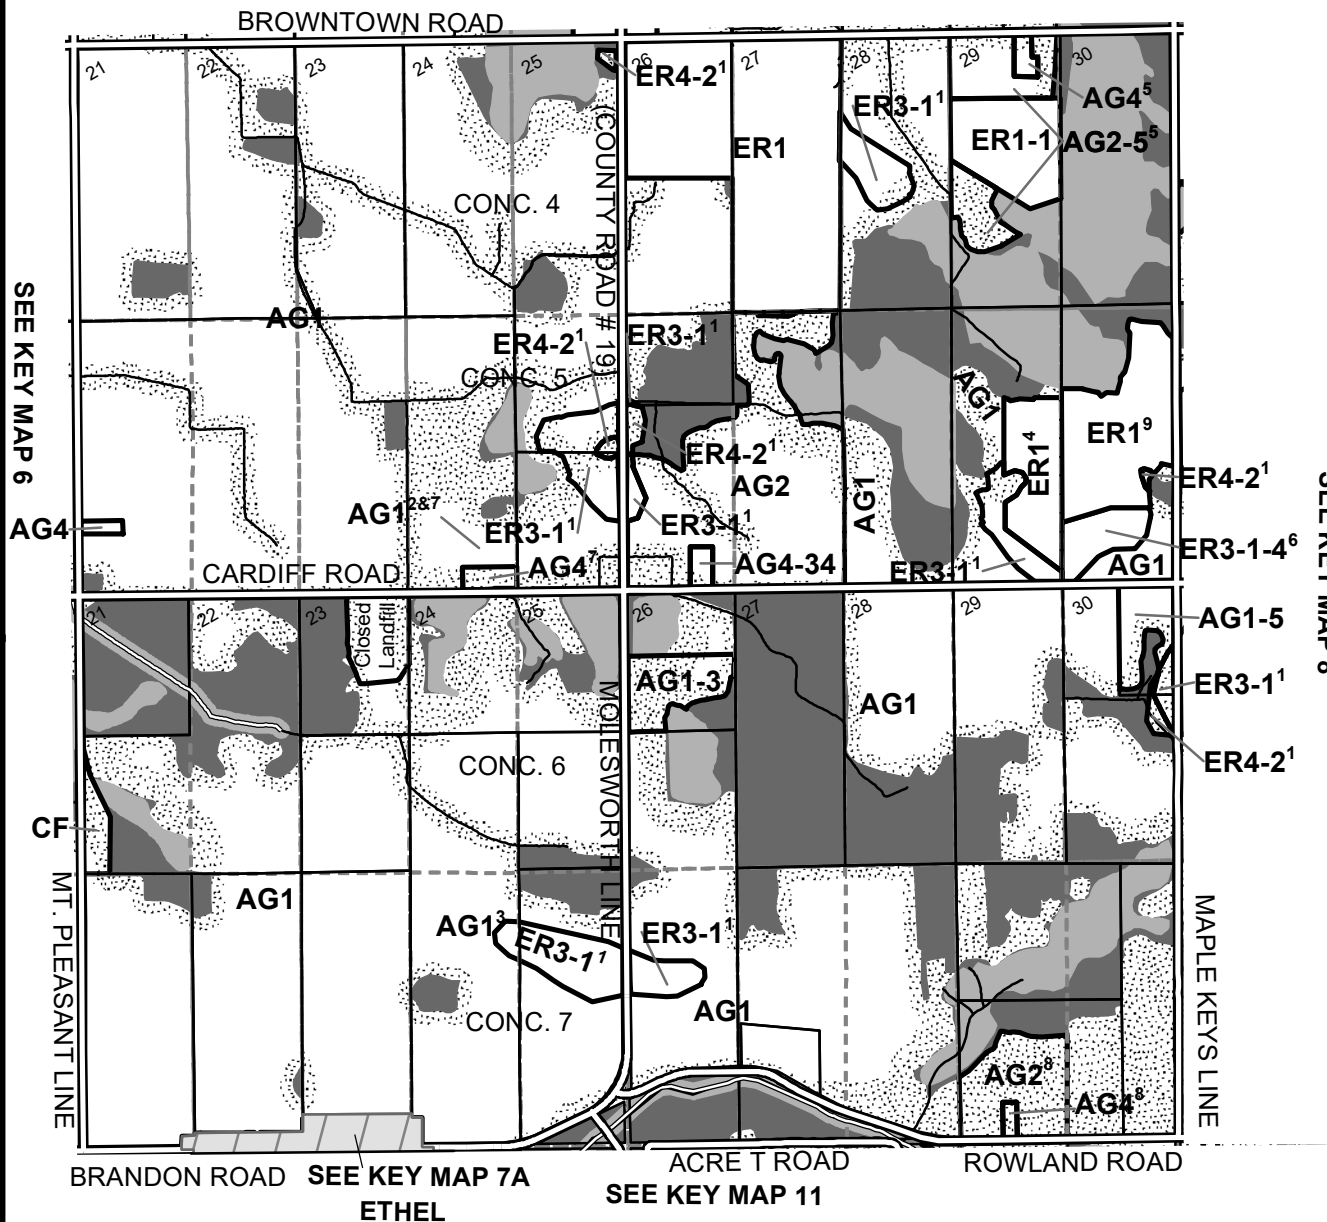 BROWNTOWN ROAD
21
22
23
24
25
26
27
28
29
30
ER4-2¹
ER3-1¹
AG4⁵
ER1
ER1-1
AG2-5⁵
CONC. 4
(COUNTY ROAD # 19)
SEE KEY MAP 6
AG1
ER4-2¹
ER3-1¹
CONC. 5
AG1
ER1⁴
ER1⁹
ER4-2¹
AG2
AG1
ER4-2¹
AG4
AG1²&⁷
ER3-1¹
ER3-1¹
ER3-1-4⁶
AG4⁷
AG4-34
ER3-1¹
AG1
CARDIFF ROAD
21
22
23
Closed
Landfill
24
25
26
27
28
29
30
AG1-5
AG1-3
ER3-1¹
AG1
MOLESWORTH LINE
CONC. 6
ER4-2¹
CF
MT. PLEASANT LINE
AG1
AG1³
ER3-1¹
ER3-1¹
MAPLE KEYS LINE
AG1
CONC. 7
AG2⁸
AG4⁸
BRANDON ROAD
SEE KEY MAP 7A
ETHEL
ACRE T ROAD
SEE KEY MAP 11
ROWLAND ROAD